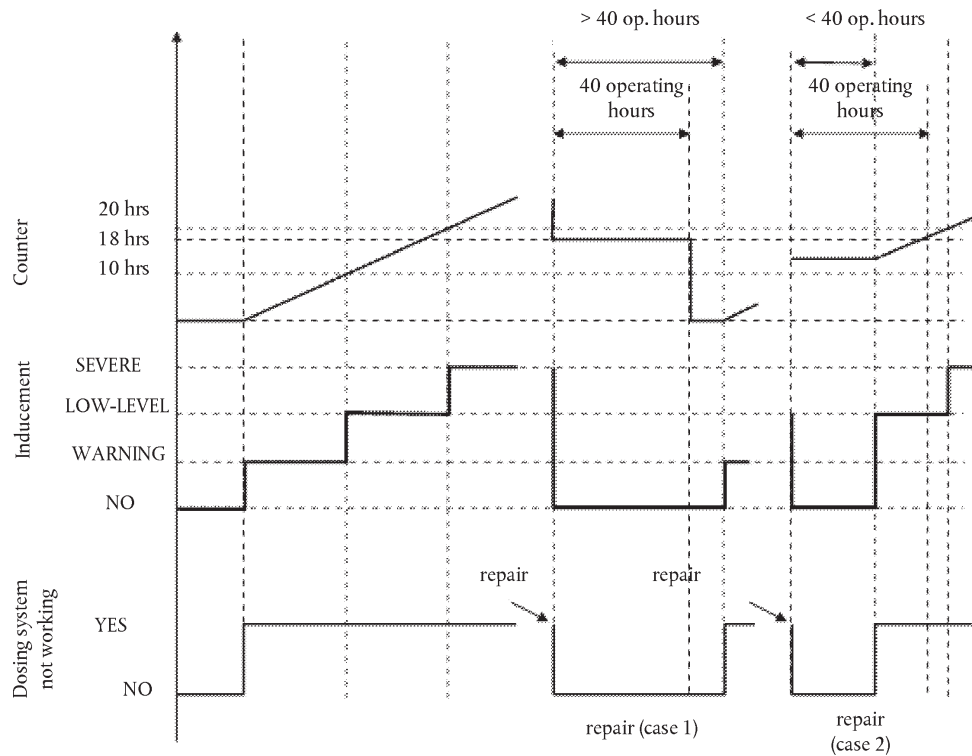 > 40 op. hours
< 40 op. hours
40 operating
hours
40 operating
hours
Counter
20 hrs
18 hrs
10 hrs
Inducement
SEVERE
LOW-LEVEL
WARNING
NO
Dosing system
not working
YES
NO
repair
repair
repair (case 1)
repair
(case 2)